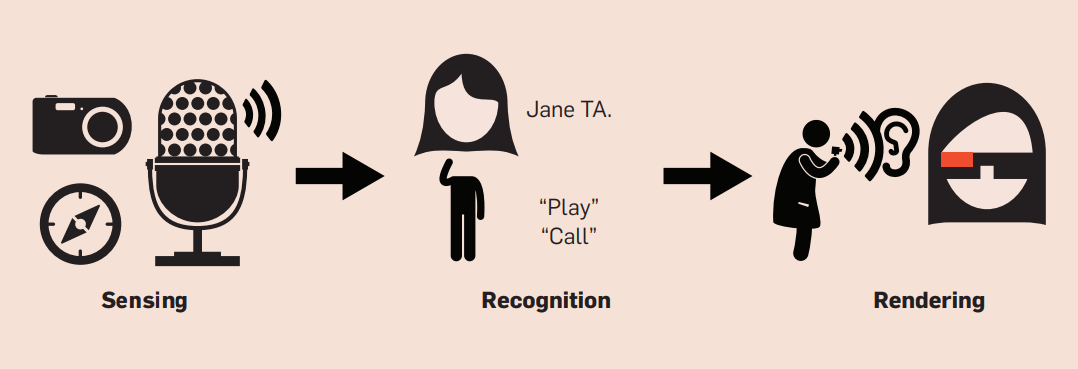 Jane TA.
“Play”
“Call”
Sensing
Recognition
Rendering